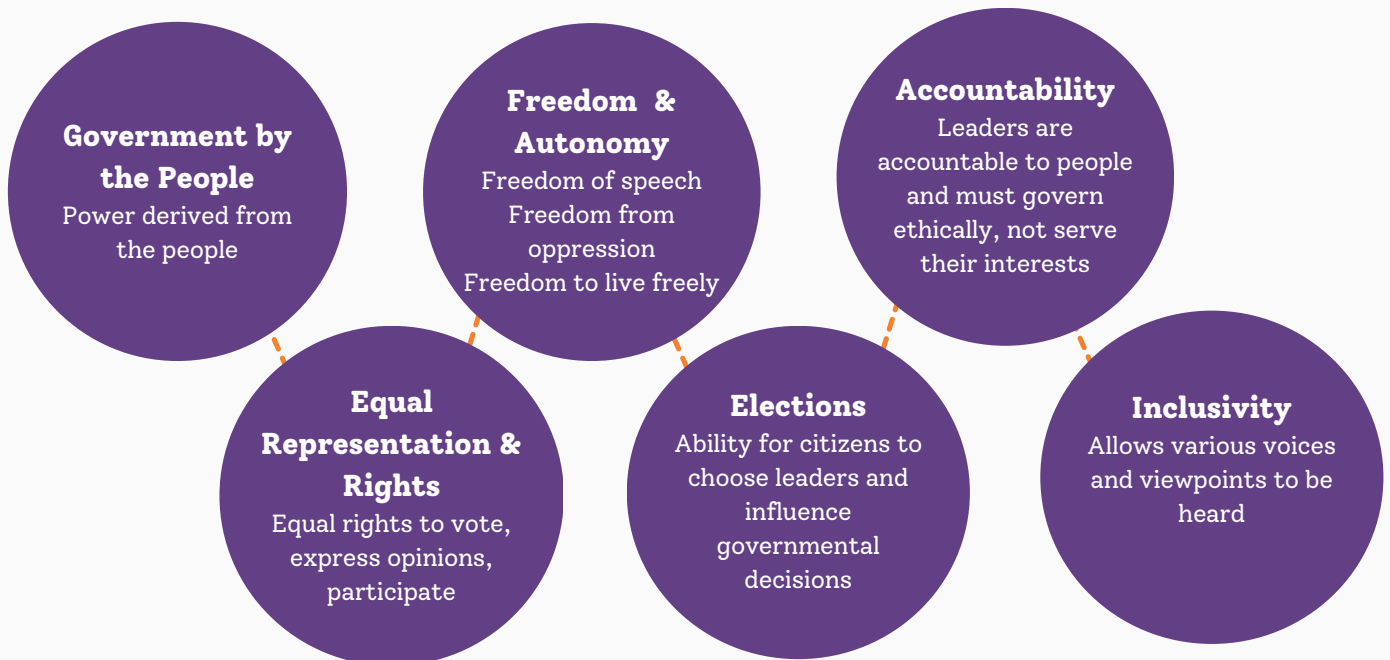 Government by
the People
Power derived from
the people
Equal
Representation &
Rights
Equal rights to vote,
express opinions,
participate
Freedom &
Autonomy
Freedom of speech
Freedom from
oppression
Freedom to live freely
Elections
Ability for citizens to
choose leaders and
influence
governmental
decisions
Accountability
Leaders are
accountable to people
and must govern
ethically, not serve
their interests
Inclusivity
Allows various voices
and viewpoints to be
heard